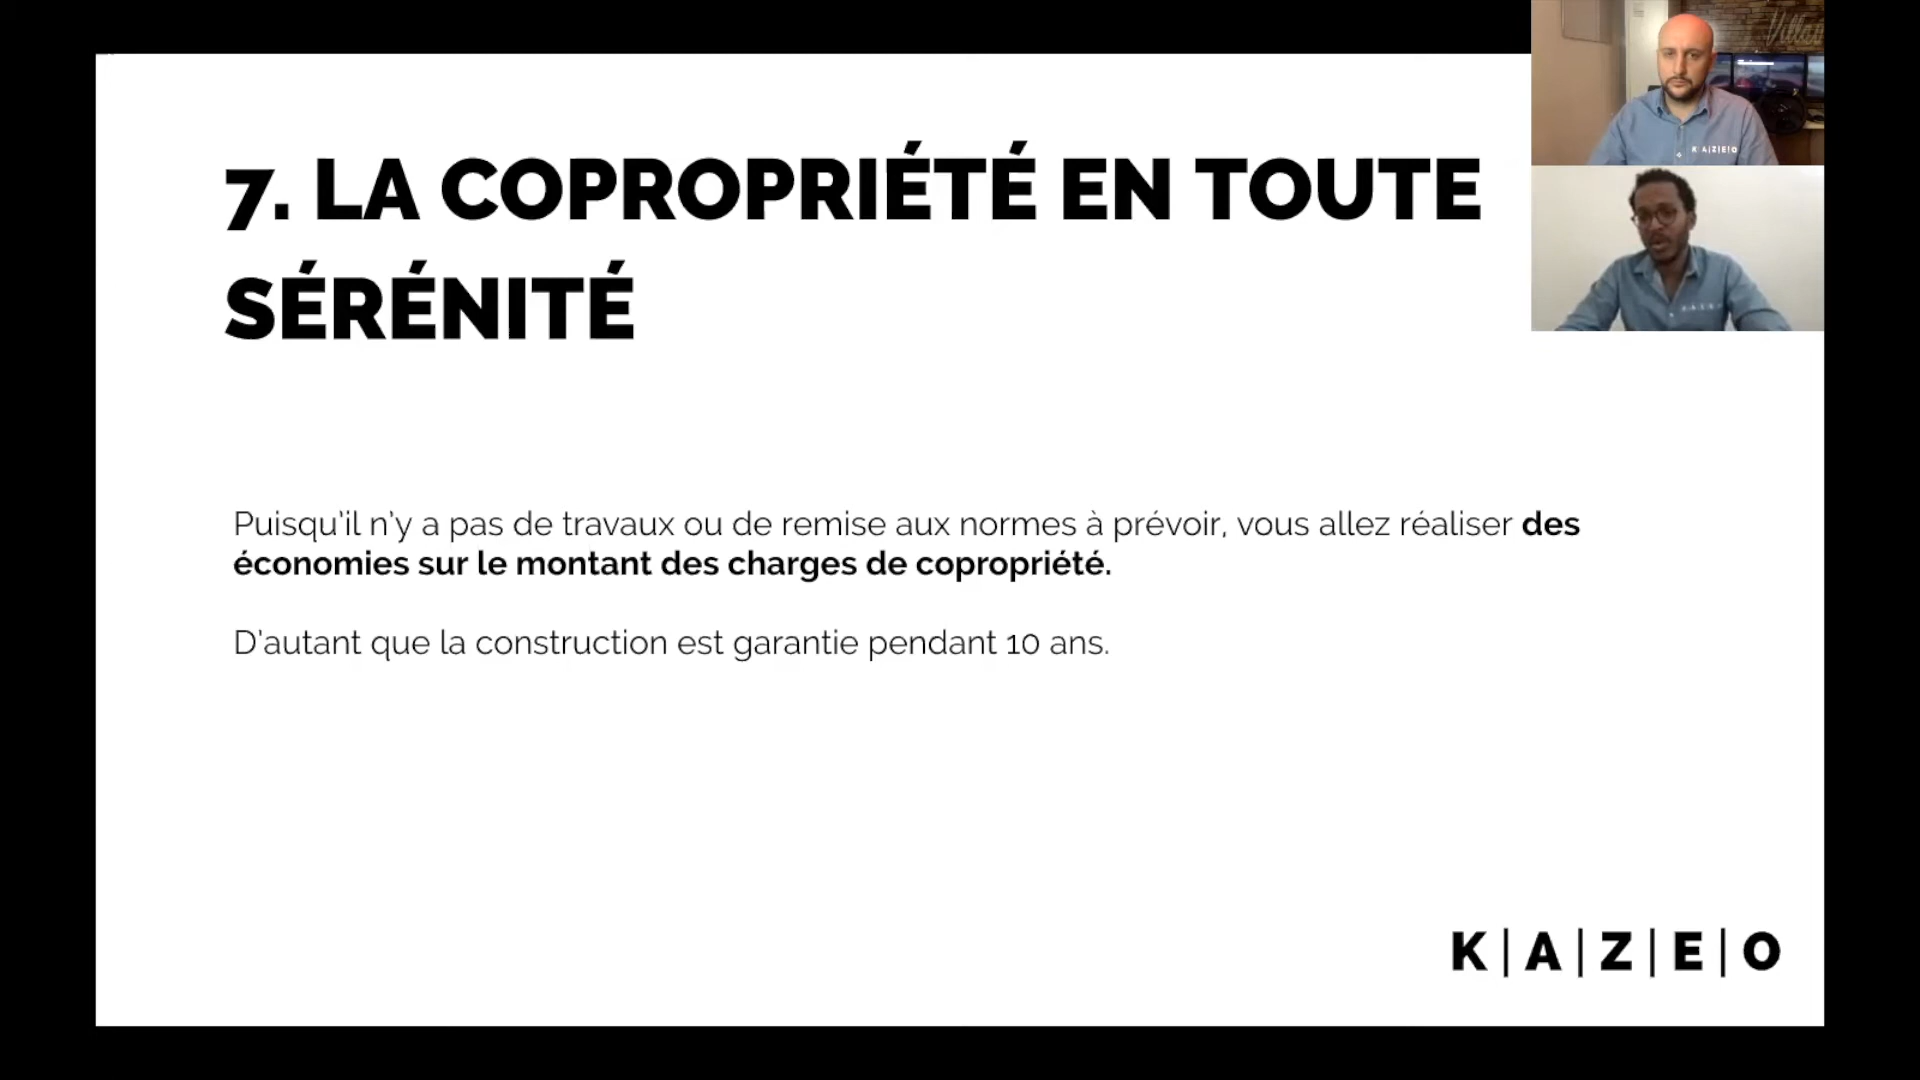 7. LA COPROPRIÉTÉ EN TOUTE
SÉRÉNITÉ
Puisqu'il n'y a pas de travaux ou de remise aux normes à prévoir, vous allez réaliser des
économies sur le montant des charges de copropriété.
D'autant que la construction est garantie pendant 10 ans.
K|A|Z|E|O
K|A|Z|E|O